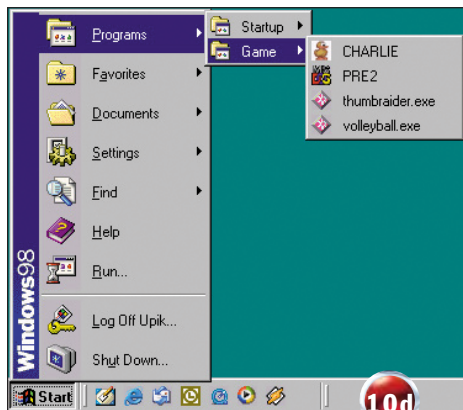 Programs
Startup
Game
CHARLIE
PRE2
thumbraider.exe
volleyball.exe
Favorites
Documents
Settings
Find
Help
Run...
Log Off Upik...
Shut Down...
Windows98
Start
10d